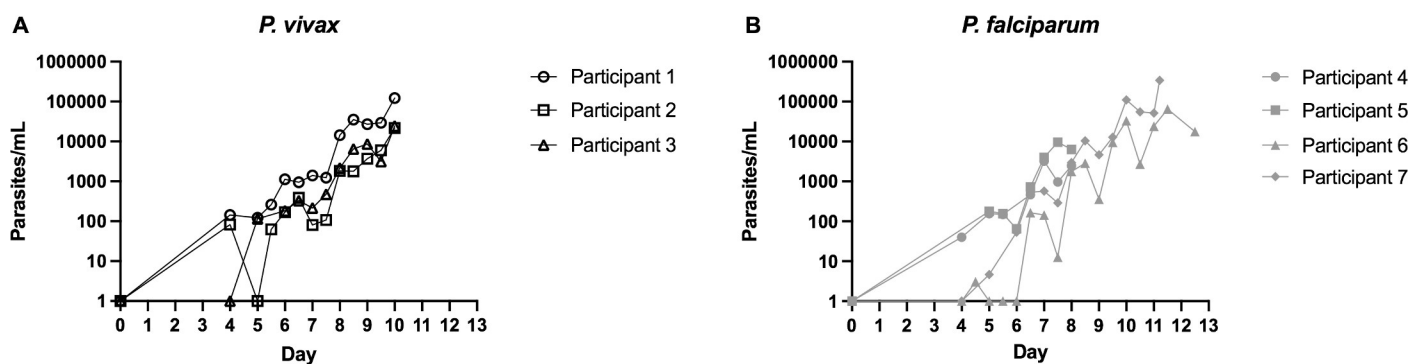 A
P. vivax
1000000
100000
10000
1000
100
10
1
Parasites/mL
0 1 2 3 4 5 6 7 8 9 10 11 12 13
Day
Participant 1
Participant 2
Participant 3
B
P. falciparum
1000000
100000
10000
1000
100
10
1
Parasites/mL
0 1 2 3 4 5 6 7 8 9 10 11 12 13
Day
Participant 4
Participant 5
Participant 6
Participant 7